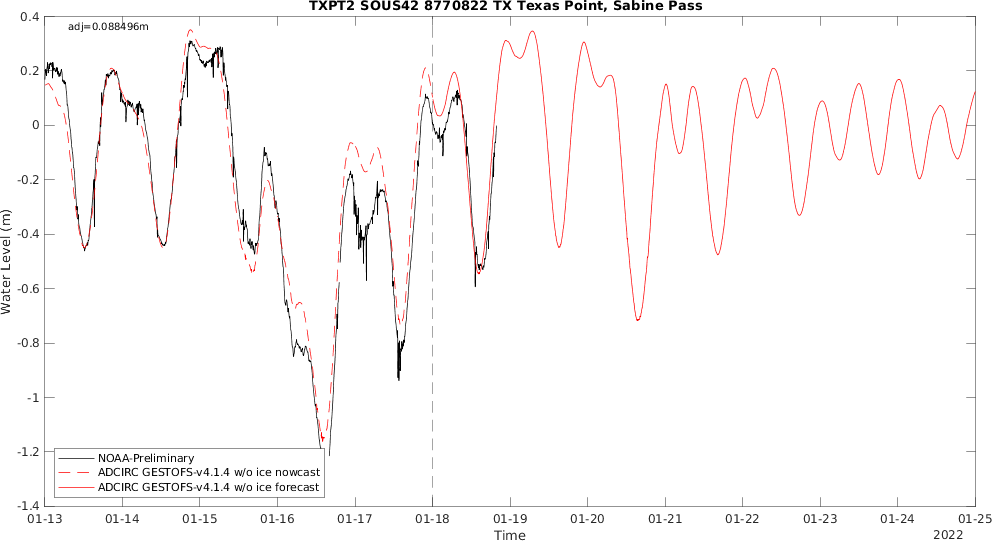 TXPT2 SOUS42 8770822 TX Texas Point, Sabine Pass
adj=0.088496m
0.4
0.2
0
-0.2
-0.4
-0.6
-0.8
-1
-1.2
-1.4
Water Level (m)
NOAA-Preliminary
ADCIRC GESTOFS-v4.1.4 w/o ice nowcast
ADCIRC GESTOFS-v4.1.4 w/o ice forecast
01-13 01-14 01-15 01-16 01-17 01-18 01-19 01-20 01-21 01-22 01-23 01-24 01-25
Time
2022